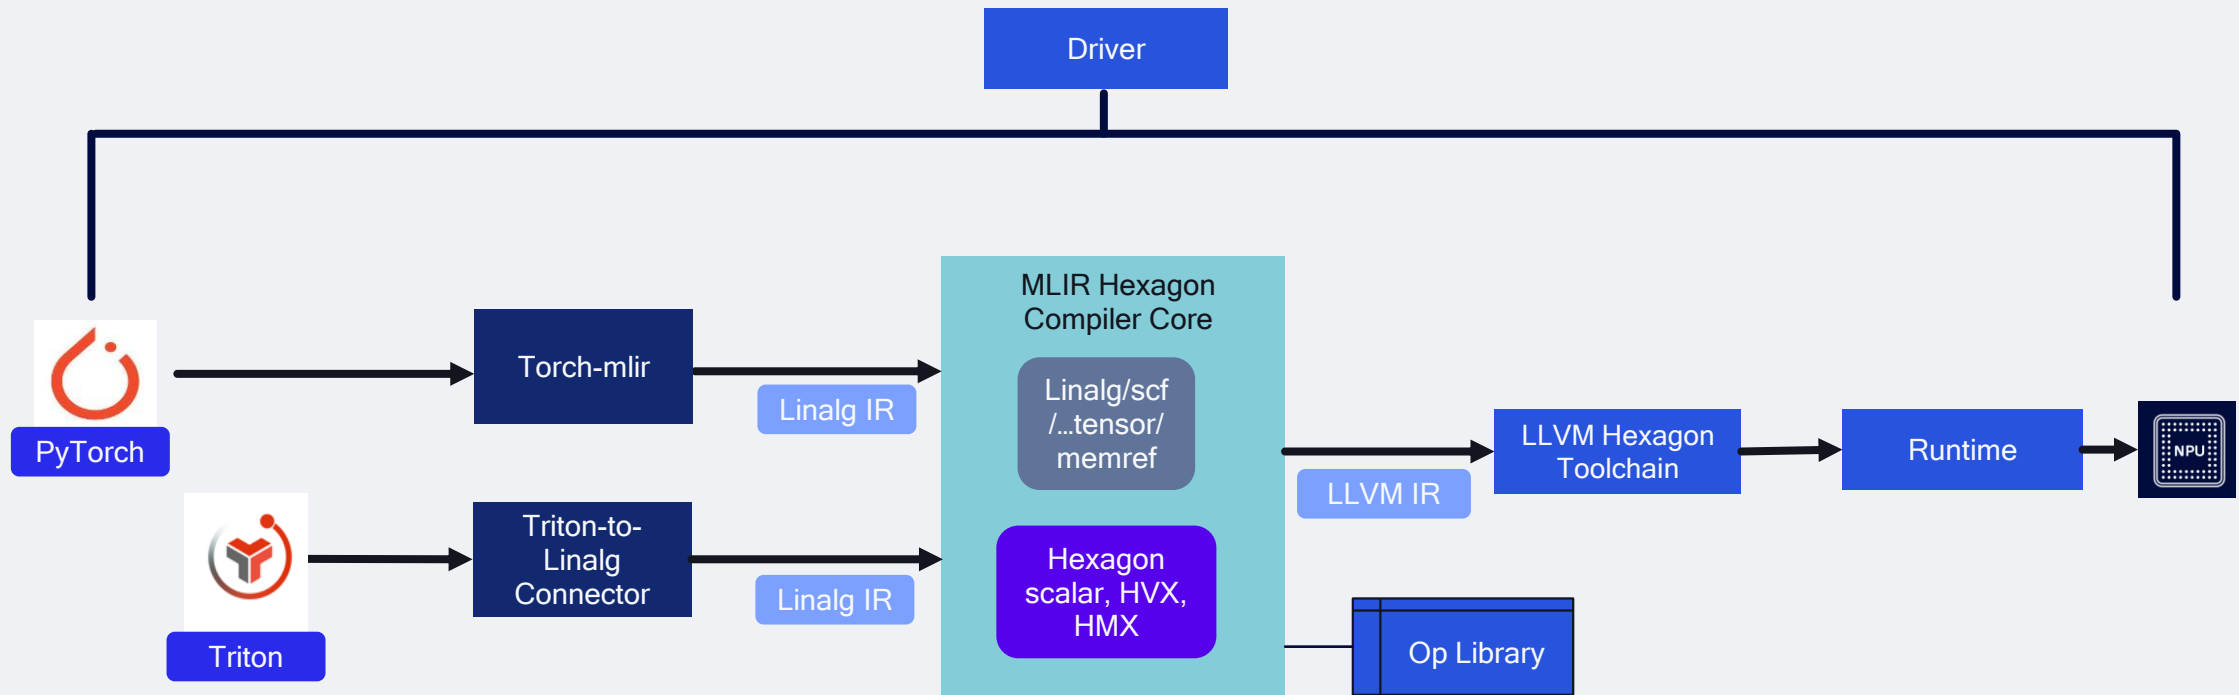 Driver
PyTorch
Torch-mlir
Linalg IR
Triton
Triton-to-
Linalg
Connector
Linalg IR
MLIR Hexagon
Compiler Core
Linalg/scf
/...tensor/
memref
Hexagon
scalar, HVX,
HMX
LLVM IR
Op Library
LLVM Hexagon
Toolchain
Runtime
NPU